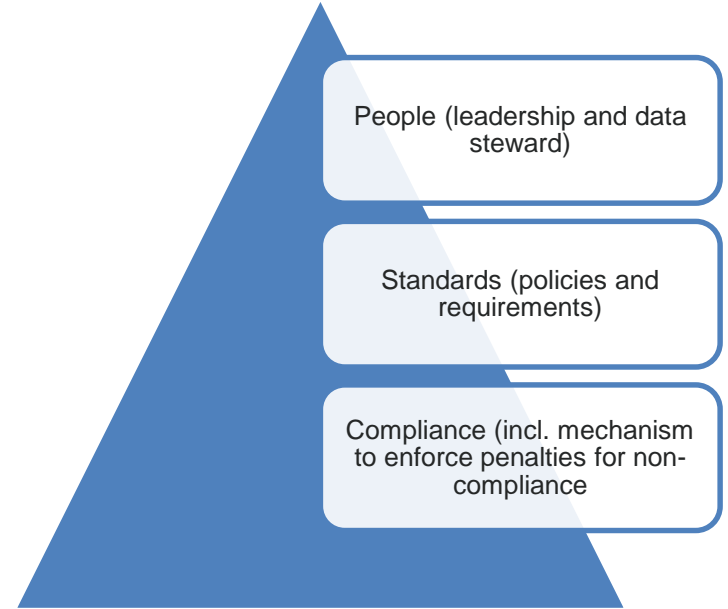 People (leadership and data
steward)
Standards (policies and
requirements)
Compliance (incl. mechanism
to enforce penalties for non-
compliance